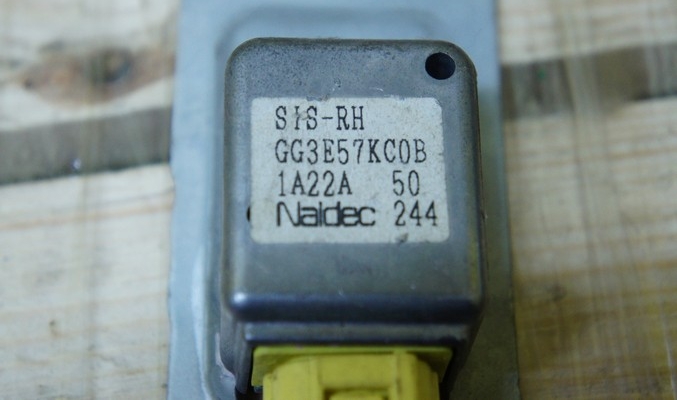 SIS-RH
GG3E57KC0B
1A22A 50
Naldec 244